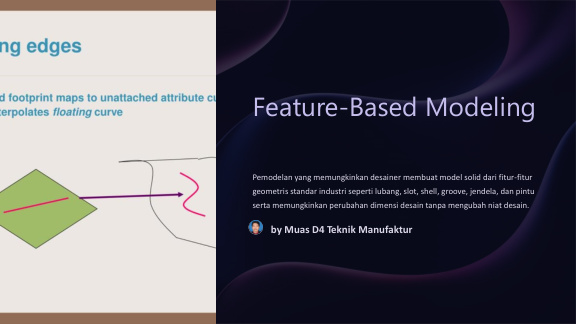 ng edges
d footprint maps to unattached attribute cu
terpolates floating curve
Feature-Based Modeling
Pemodelan yang memungkinkan desainer membuat model solid dari fitur-fitur
geometris standar industri seperti lubang, slot, shell, groove, jendela, dan pintu
serta memungkinkan perubahan dimensi desain tanpa mengubah niat desain.
by Muas D4 Teknik Manufaktur